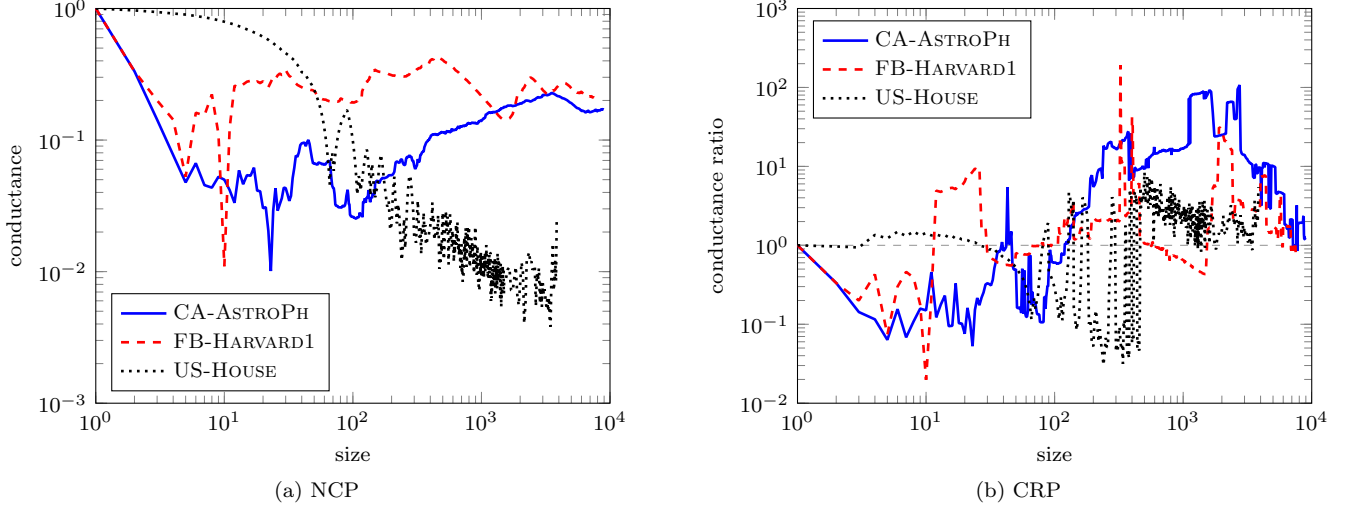 10^0
10^{-1}
10^{-2}
10^{-3}
conductance
CA-AstroPh
FB-Harvard1
US-House
10^0
10^1
10^2
10^3
10^4
size
(a) NCP
10^3
10^2
10^1
10^0
10^{-1}
10^{-2}
conductance ratio
CA-AstroPh
FB-Harvard1
US-House
10^0
10^1
10^2
10^3
10^4
size
(b) CRP